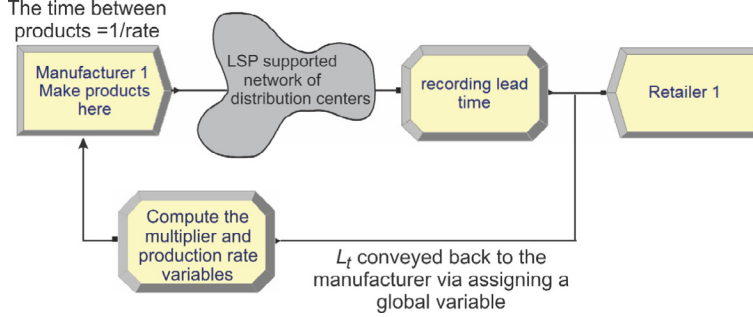 The time between
products =1/rate
Manufacturer 1
Make products
here
LSP supported
network of
distribution centers
recording lead
time
Retailer 1
Compute the
multiplier and
production rate
variables
Lt conveyed back to the
manufacturer via assigning a
global variable